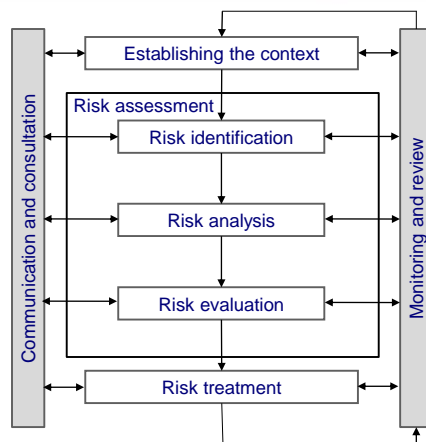 Establishing the context
Risk assessment
Risk identification
Risk analysis
Risk evaluation
Risk treatment
Communication and consultation
Monitoring and review